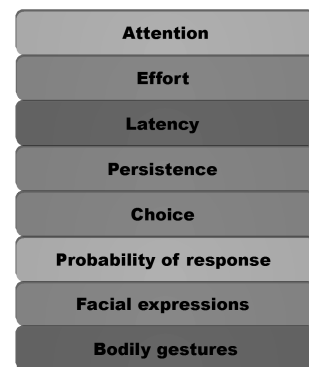 Attention
Effort
Latency
Persistence
Choice
Probability of response
Facial expressions
Bodily gestures